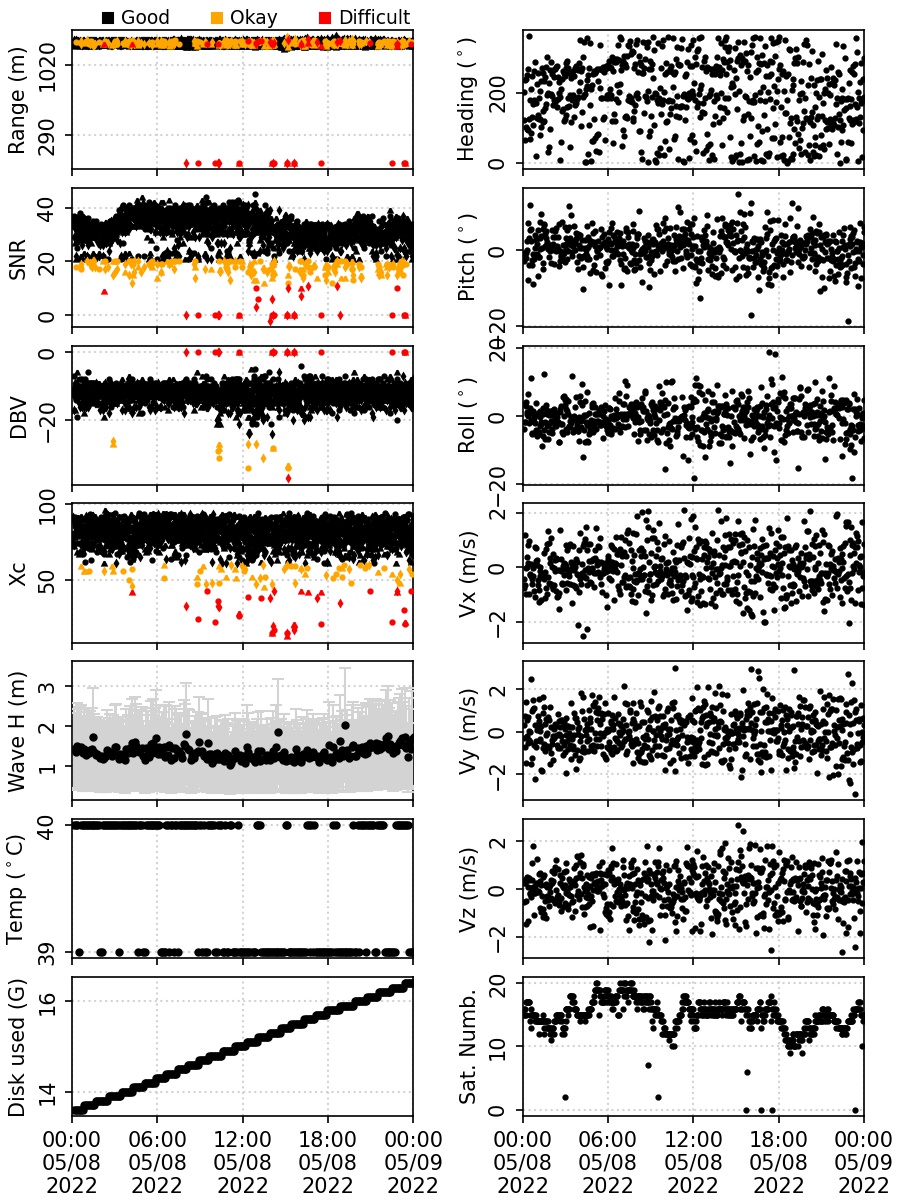 Good Okay Difficult
Range (m)
1020
290
Heading (°)
200
0
SNR
40
20
0
Pitch (°)
0
−20
DBV
0
−20
Roll (°)
20
0
−20
Xc
100
50
Vx (m/s)
2
0
−2
Wave H (m)
3
2
1
Vy (m/s)
2
0
−2
Temp (°C)
40
39
Vz (m/s)
2
0
−2
Disk used (G)
16
14
Sat. Numb.
20
10
0
00:00 06:00 12:00 18:00 00:00 00:00 06:00 12:00 18:00 00:00
05/08 05/08 05/08 05/08 05/09 05/08 05/08 05/08 05/08 05/09
2022 2022 2022 2022 2022 2022 2022 2022 2022 2022